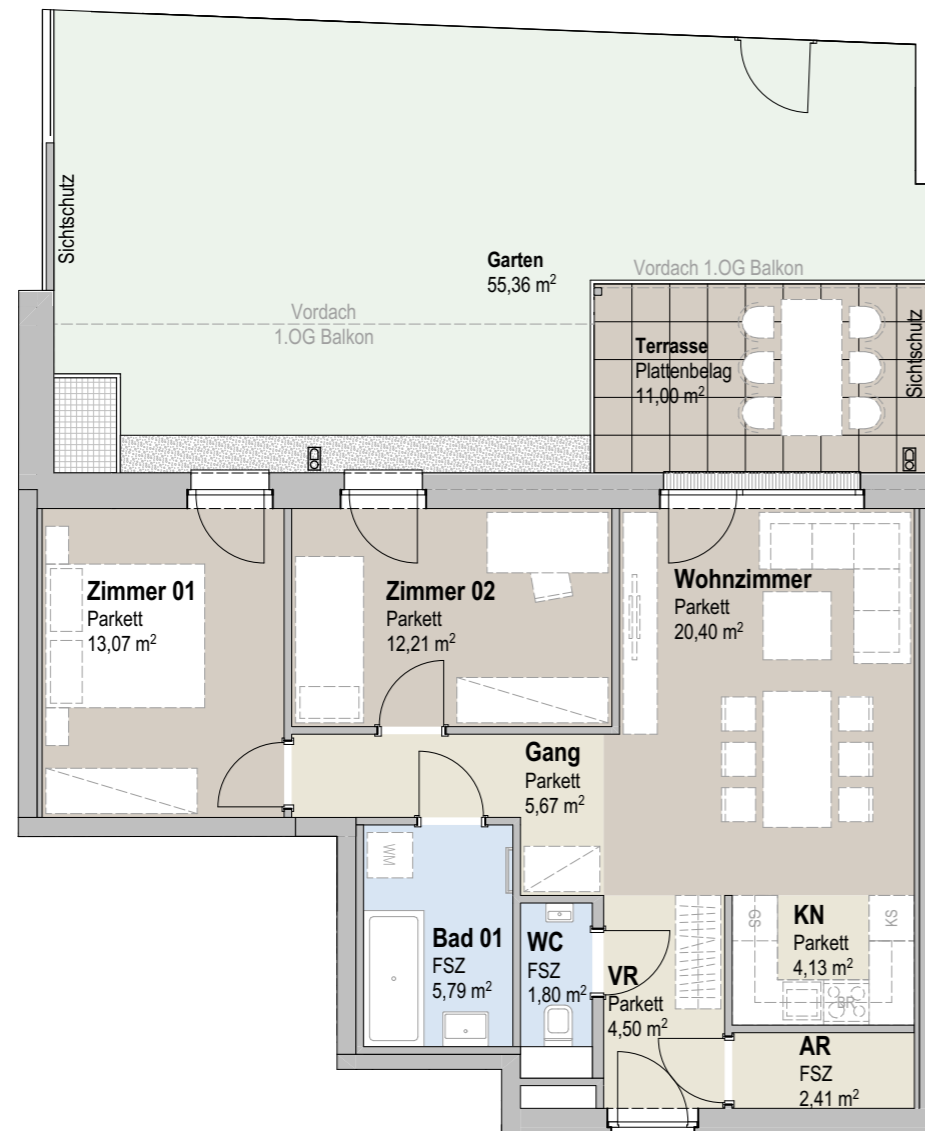 Sichtschutz
Garten
55,36 m²
Vordach 1.OG Balkon
Vordach
1.OG Balkon
Terrasse
Plattenbelag
11,00 m²
Sichtschutz
Zimmer 01
Parkett
13,07 m²
Zimmer 02
Parkett
12,21 m²
Wohnzimmer
Parkett
20,40 m²
Gang
Parkett
5,67 m²
WM
Bad 01
FSZ
5,79 m²
WC
FSZ
1,80 m²
VR
Parkett
4,50 m²
GS
KN
Parkett
4,13 m²
KS
BR
AR
FSZ
2,41 m²